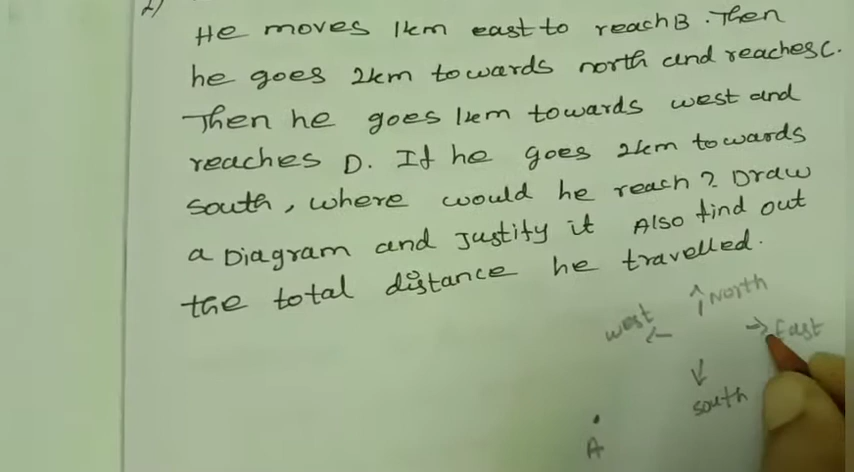 2)
He moves 1km east to reach B. Then
he goes 2km towards north and reaches C.
Then he goes 1km towards west and
reaches D. If he goes 2km towards
south, where would he reach? Draw
a Diagram and Justify it Also find out
the total distance he travelled.
↑ North
west ←
→ East
↓
south
A